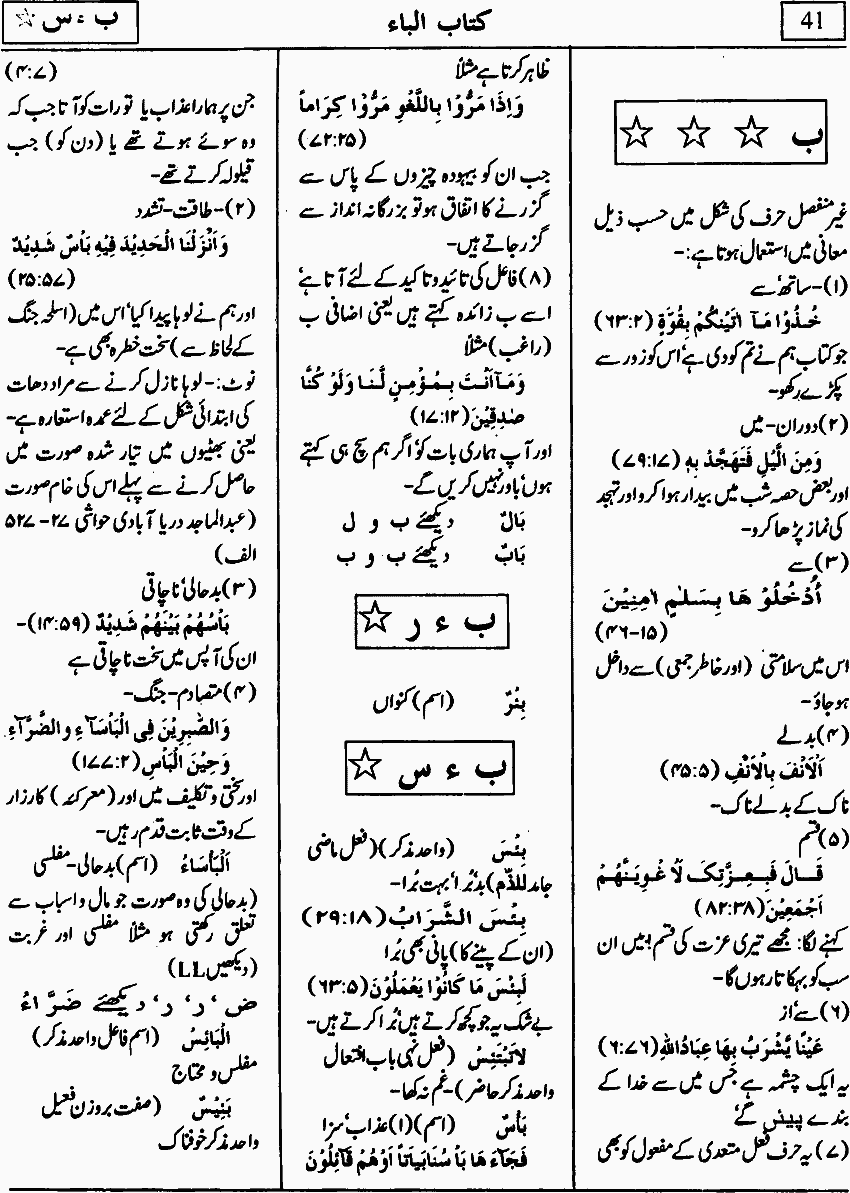 41
کتاب الباء
ب ء س ☆
ب ☆ ☆ ☆
غیر منفصل حرف کی شکل میں حسب ذیل
معانی میں استعمال ہوتا ہے:-
(۱)-ساتھ‘ سے
خُذُوْا مَآ اٰتَیْنٰکُمْ بِقُوَّۃٍ (۲:۶۳)
جو کتاب ہم نے تم کو دی ہے‘ اس کو زور سے
پکڑے رکھو-
(۲) دوران- میں
وَمِنَ الَّیْلِ فَتَهَجَّدْ بِهٖ (۱۷:۷۹)
اور بعض حصہ شب میں بیدار ہوا کرو اور تہجد
کی نماز پڑھا کرو-
(۳) سے
اُدْخُلُوْ هَا بِسَلٰمٍ اٰمِنِیْنَ
(۱۵-۴۶)
اس میں سلامتی (اور خاطر جمعی) سے داخل
ہو جاؤ-
(۴) بدلے
اَلْاَنْفَ بِالْاَنْفِ (۵:۴۵)
ناک کے بدلے ناک-
(۵) قسم
قَالَ فَبِعِزَّتِکَ لَاُ غْوِیَنَّهُمْ
اَجْمَعِیْنَ (۳۸:۸۲)
کہنے لگا: مجھے تیری عزت کی قسم! میں ان
سب کو بہکاتا رہوں گا-
(۶) سے‘ از
عَیْنًا یَّشْرَبُ بِهَا عِبَادُاللهِ (۷۶:۶)
یہ ایک چشمہ ہے جس میں سے خدا کے
بندے پیئں گے
(۷) یہ حرف فعل متعدی کے مفعول کو بھی
ظاہر کرتا ہے مثلاً
وَاِذَا مَرُّوْا بِاللَّغْوِ مَرُّوْا کِرَاماً
(۲۵:۷۲)
جب ان کو بیہودہ چیزوں کے پاس سے
گزرنے کا اتفاق ہو تو بزرگانہ انداز سے
گزر جاتے ہیں-
(۸) فاعل کی تائید و تاکید کے لئے آتا ہے‘
اسے ب زائدہ کہتے ہیں یعنی اضافی ب
(راغب) مثلاً
وَمَآ اَنْتَ بِمُؤْمِنٍ لَّنَا وَلَوْ کُنَّا
صٰدِقِیْنَ (۱۲:۱۷)
اور آپ ہماری بات کو‘ اگر ہم سچ ہی کہتے
ہوں‘ باور نہیں کریں گے-
بَالٌ دیکھئے ب و ل
بَابٌ دیکھئے ب و ب
ب ء ر ☆
بِئْرٌ (اسم) کنواں
ب ء س ☆
بِئْسَ (واحد مذکر) (فعل ماضی
جامد للذّم) بد‘ بُرا‘ بہت بُرا-
بِئْسَ الشَّرَابُ (۱۸:۲۹)
(ان کے پینے کا) پانی بھی بُرا
لَبِئْسَ مَا کَانُوْا یَعْمَلُوْنَ (۵:۶۳)
بے شک یہ جو کچھ کرتے ہیں‘ بُرا کرتے ہیں-
لَاتَبْتَئِسْ (فعل نہی باب افتعال
واحد مذکر حاضر)- غم نہ کھا-
بَأْسٌ (اسم) (۱) عذاب‘ سزا
فَجَآءَ هَا بَأْ سُنَابَیَاتاً اَوْهُمْ قَآئِلُوْنَ
(۷:۴)
جن پر ہمارا عذاب یا تو رات کو آتا جب کہ
وہ سوئے ہوتے تھے یا (دن کو) جب
قیلولہ کرتے تھے-
(۲)- طاقت- تشدد
وَاَنْزَلْنَا الْحَدِیْدَ فِیْهِ بَأْسٌ شَدِیْدٌ
(۵۷:۲۵)
اور ہم نے لوہا پیدا کیا‘ اس میں (اسلحہ جنگ
کے لحاظ سے) سخت خطرہ بھی ہے-
نوٹ:- لوہا نازل کرنے سے مراد دھات
کی ابتدائی شکل کے لئے عمدہ استعارہ ہے-
یعنی بھٹیوں میں تیار شدہ صورت میں
حاصل کرنے سے پہلے اس کی خام صورت
(عبدالماجد دریا آبادی حواشی ۲۷-۵۲۷
الف)
(۳) بدحالی‘ ناچاقی
بَأْسُهُمْ بَیْنَهُمْ شَدِیْدٌ (۵۹:۱۴)-
ان کی آپس میں سخت ناچاقی ہے
(۴) متصادم- جنگ-
وَالصّٰبِرِیْنَ فِی الْبَأْسَآءِ وَالضَّرَّآءِ
وَحِیْنَ الْبَأْسِ (۲:۱۷۷)
اور سختی و تکلیف میں اور (معرکہٴ) کارزار
کے وقت ثابت قدم رہیں-
اَلْبَأْسَاءُ (اسم) بدحالی- مفلسی
(بدحالی کی وہ صورت جو مال و اسباب سے
تعلق رکھتی ہو مثلاً مفلسی اور غربت
(دیکھیں LL)
ض‘ ر‘ ر‘ دیکھئے ضَرَّاءُ
الْبَائِسُ (اسم فاعل واحد مذکر)
مفلس و محتاج
بَئِیْسٌ (صفت بروزن فعیل
واحد مذکر خوفناک